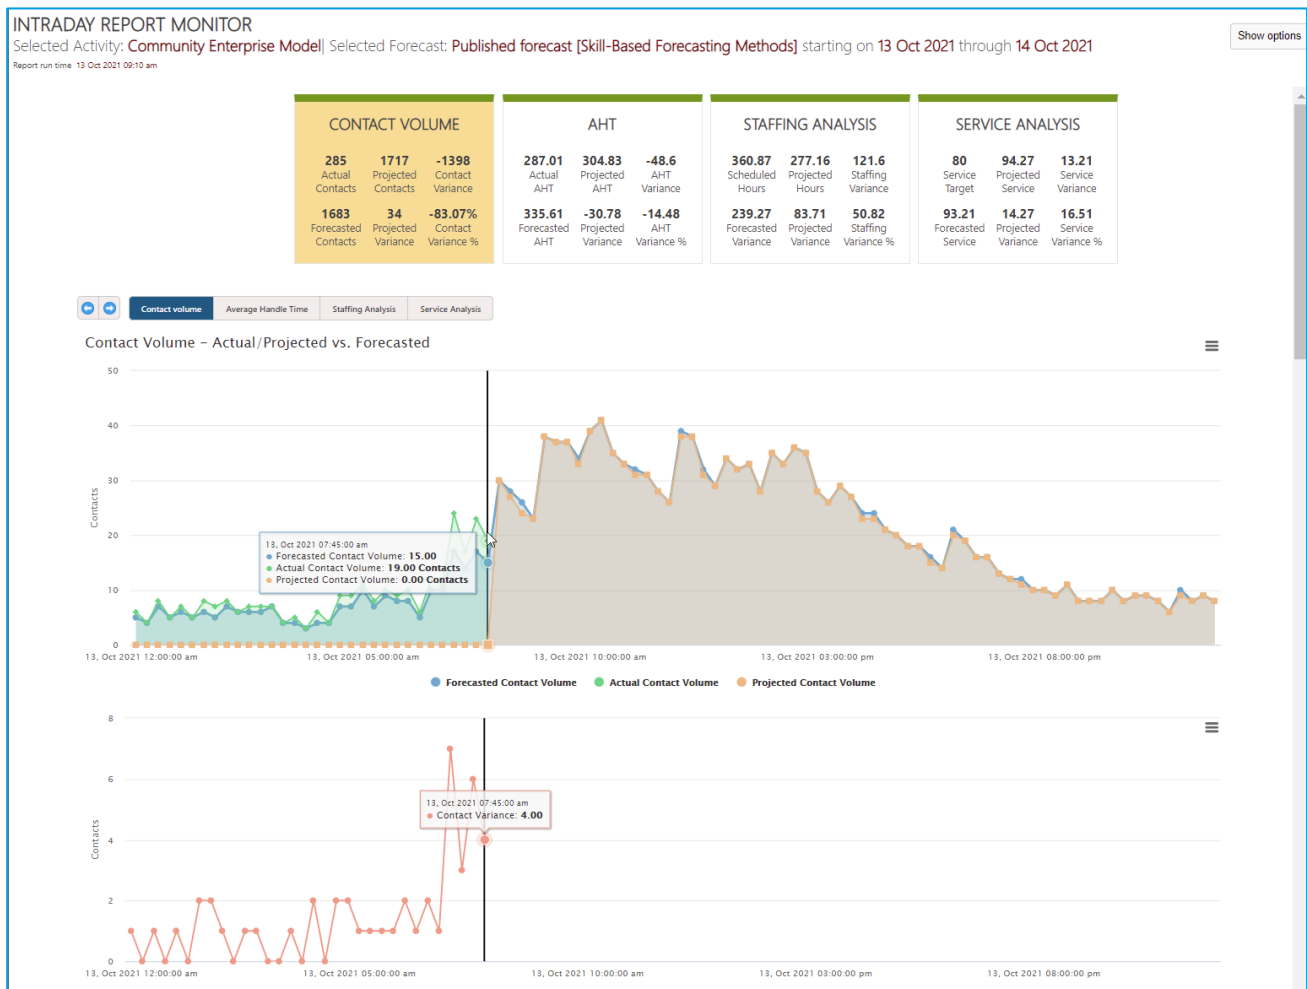 INTRADAY REPORT MONITOR
Selected Activity: Community Enterprise Model| Selected Forecast: Published forecast [Skill-Based Forecasting Methods] starting on 13 Oct 2021 through 14 Oct 2021
Show options
Report run time 13 Oct 2021 09:10 am
CONTACT VOLUME
285 1717 -1398
Actual Projected Contact
Contacts Contacts Variance
1683 34 -83.07%
Forecasted Projected Contact
Contacts Variance Variance %
AHT
287.01 304.83 -48.6
Actual Projected AHT
AHT AHT Variance
335.61 -30.78 -14.48
Forecasted Projected AHT
AHT Variance Variance %
STAFFING ANALYSIS
360.87 277.16 121.6
Scheduled Projected Staffing
Hours Hours Variance
239.27 83.71 50.82
Forecasted Projected Staffing
Variance Variance Variance %
SERVICE ANALYSIS
80 94.27 13.21
Service Projected Service
Target Service Variance
93.21 14.27 16.51
Forecasted Projected Service
Service Variance Variance %
Contact volume Average Handle Time Staffing Analysis Service Analysis
Contact Volume – Actual/Projected vs. Forecasted
50
40
30
20
10
0
Contacts
13, Oct 2021 07:45:00 am
Forecasted Contact Volume: 15.00
Actual Contact Volume: 19.00 Contacts
Projected Contact Volume: 0.00 Contacts
13, Oct 2021 12:00:00 am 13, Oct 2021 05:00:00 am 13, Oct 2021 10:00:00 am 13, Oct 2021 03:00:00 pm 13, Oct 2021 08:00:00 pm
Forecasted Contact Volume Actual Contact Volume Projected Contact Volume
8
6
4
2
0
Contacts
13, Oct 2021 07:45:00 am
Contact Variance: 4.00
13, Oct 2021 12:00:00 am 13, Oct 2021 05:00:00 am 13, Oct 2021 10:00:00 am 13, Oct 2021 03:00:00 pm 13, Oct 2021 08:00:00 pm